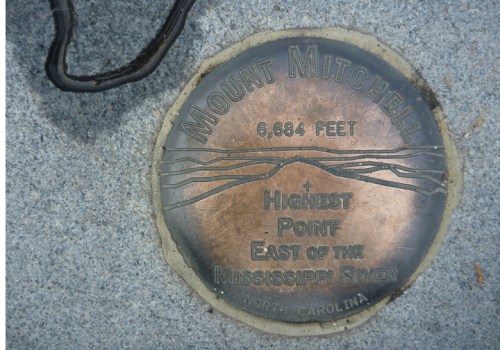 MOUNT MITCHELL
6,684 FEET
HIGHEST
POINT
EAST OF THE
MISSISSIPPI RIVER
NORTH CAROLINA